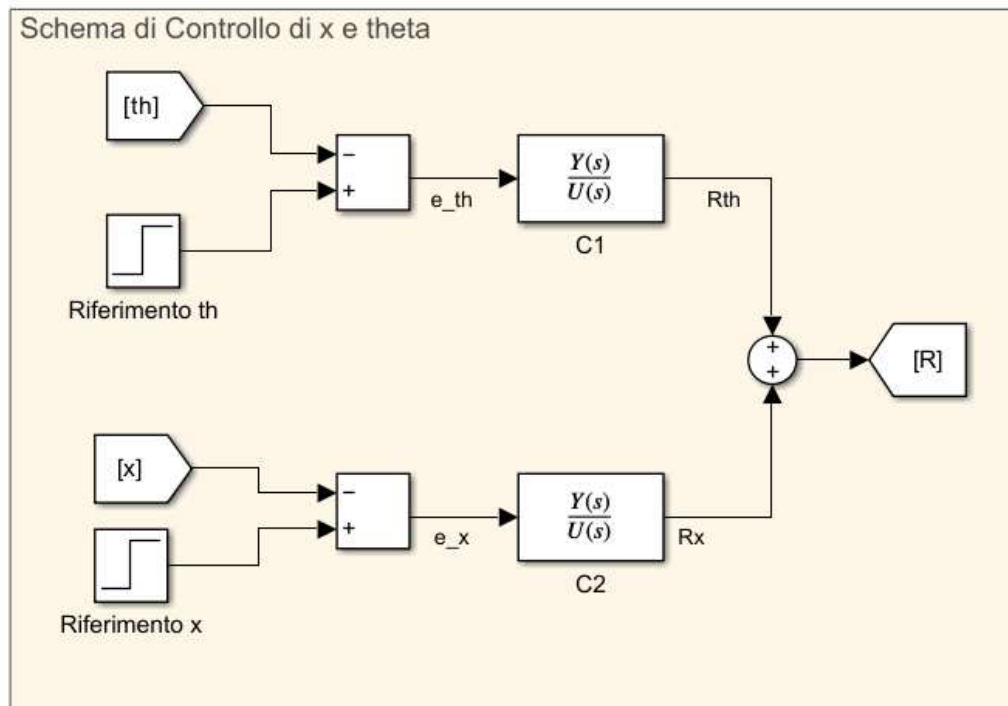 Schema di Controllo di x e theta
[th]
−
+
Y(s)
U(s)
e_th
Rth
C1
Riferimento th
+
+
[R]
[x]
−
+
Y(s)
U(s)
e_x
Rx
C2
Riferimento x